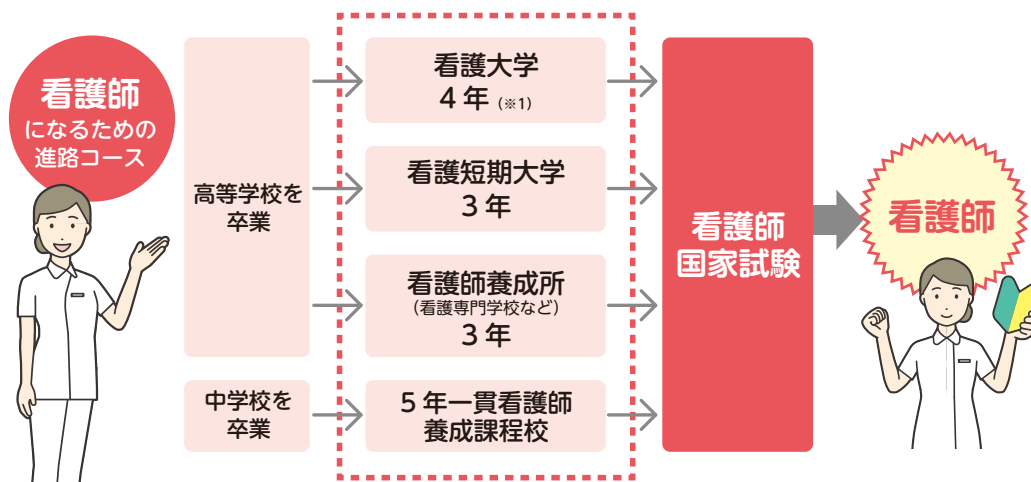 看護師
になるための
進路コース
高等学校を
卒業
看護大学
4年 (※1)
看護短期大学
3年
看護師養成所
(看護専門学校など)
3年
中学校を
卒業
5年一貫看護師
養成課程校
看護師
国家試験
看護師